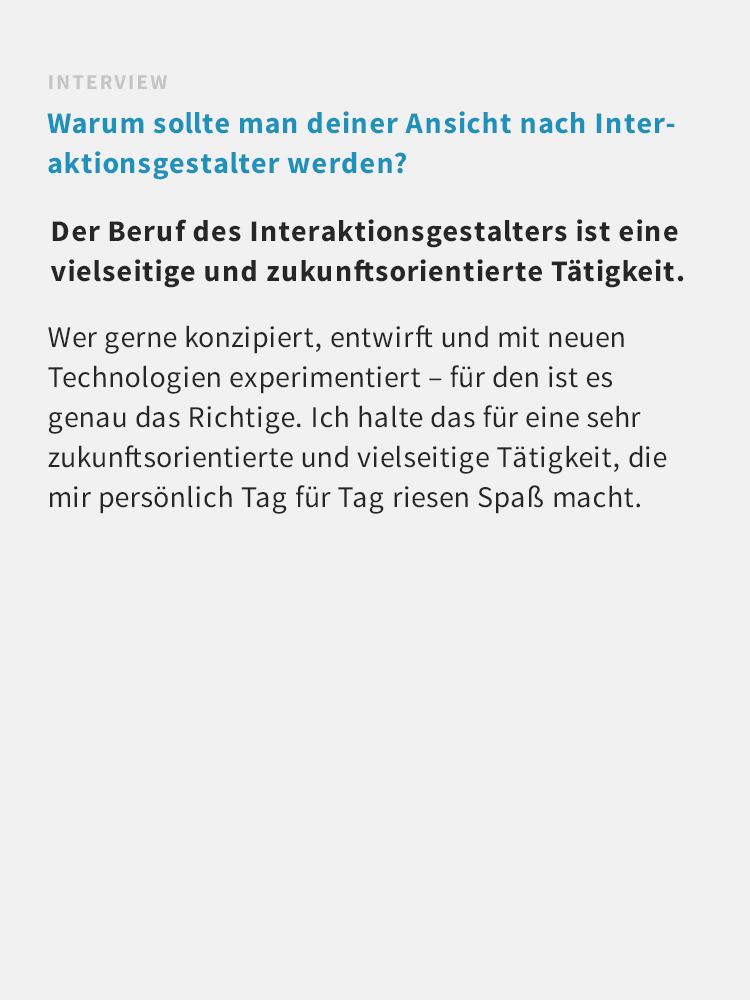 INTERVIEW
Warum sollte man deiner Ansicht nach Inter-
aktionsgestalter werden?
Der Beruf des Interaktionsgestalters ist eine
vielseitige und zukunftsorientierte Tätigkeit.
Wer gerne konzipiert, entwirft und mit neuen
Technologien experimentiert – für den ist es
genau das Richtige. Ich halte das für eine sehr
zukunftsorientierte und vielseitige Tätigkeit, die
mir persönlich Tag für Tag riesen Spaß macht.